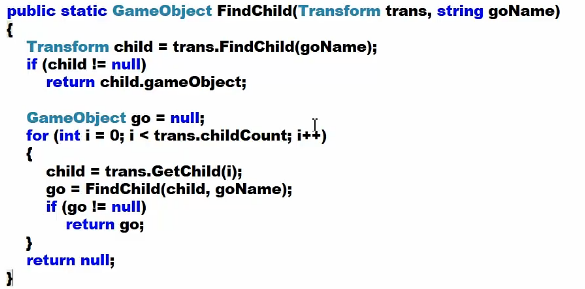 public static GameObject FindChild(Transform trans, string goName)
{
Transform child = trans.FindChild(goName);
if (child != null)
return child.gameObject;
GameObject go = null;
for (int i = 0; i < trans.childCount; i++)
{
child = trans.GetChild(i);
go = FindChild(child, goName);
if (go != null)
return go;
}
return null;
}